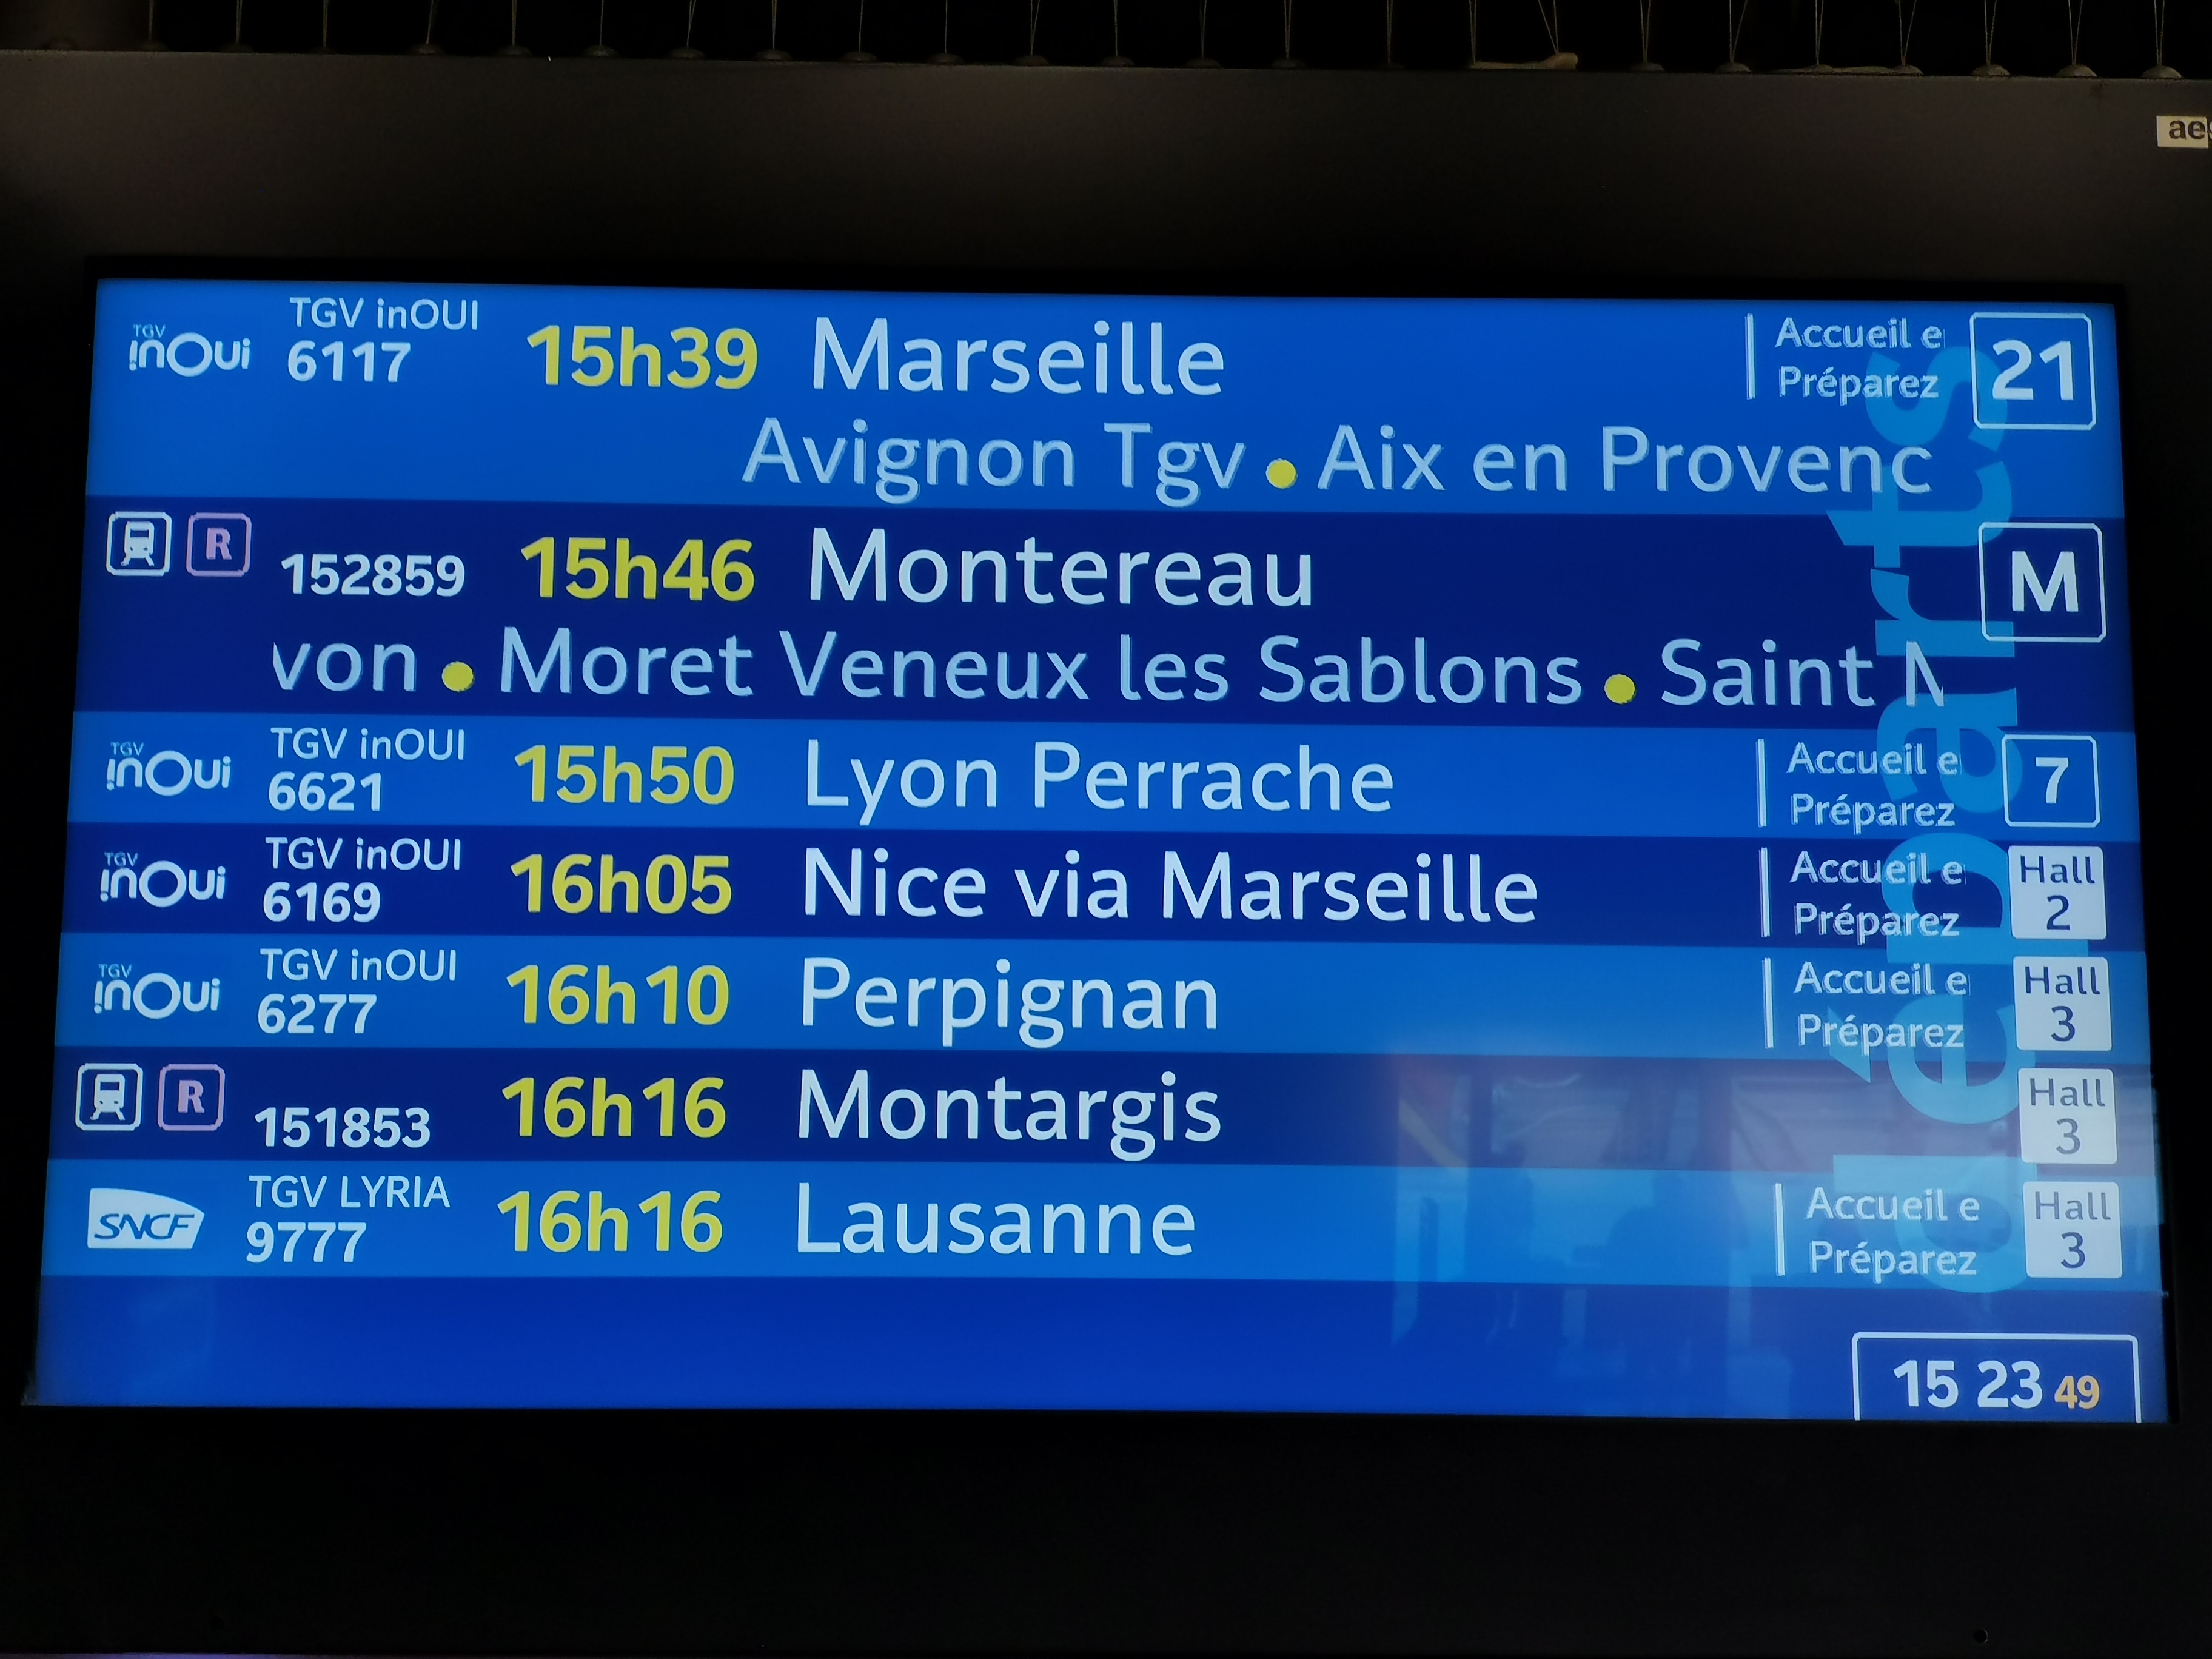 TGV inOui TGV inOUI 6117 15h39 Marseille Accueil e Préparez 21
Avignon Tgv • Aix en Provenc
R 152859 15h46 Montereau M
von • Moret Veneux les Sablons • Saint
TGV inOui TGV inOUI 6621 15h50 Lyon Perrache Accueil e Préparez 7
TGV inOui TGV inOUI 6169 16h05 Nice via Marseille Accueil e Préparez Hall 2
TGV inOui TGV inOUI 6277 16h10 Perpignan Accueil e Préparez Hall 3
R 151853 16h16 Montargis Hall 3
SNCF TGV LYRIA 9777 16h16 Lausanne Accueil e Préparez Hall 3
départs
15 23 49